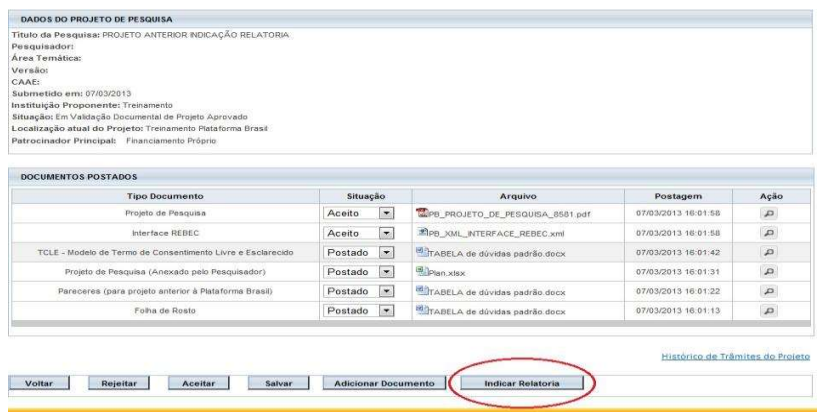 DADOS DO PROJETO DE PESQUISA
Título da Pesquisa: PROJETO ANTERIOR INDICAÇÃO RELATORIA
Pesquisador:
Área Temática:
Versão:
CAAE:
Submetido em: 07/03/2013
Instituição Proponente: Treinamento
Situação: Em Validação Documental de Projeto Aprovado
Localização atual do Projeto: Treinamento Plataforma Brasil
Patrocinador Principal: Financiamento Próprio
DOCUMENTOS POSTADOS
Tipo Documento Situação Arquivo Postagem Ação
Projeto de Pesquisa Aceito PB_PROJETO_DE_PESQUISA_8581.pdf 07/03/2013 16:01:58
Interface REBEC Aceito PB_XML_INTERFACE_REBEC.xml 07/03/2013 16:01:58
TCLE - Modelo de Termo de Consentimento Livre e Esclarecido Postado TABELA de dúvidas padrão.docx 07/03/2013 16:01:42
Projeto de Pesquisa (Anexado pelo Pesquisador) Postado Plan.xlsx 07/03/2013 16:01:31
Pareceres (para projeto anterior à Plataforma Brasil) Postado TABELA de dúvidas padrão.docx 07/03/2013 16:01:22
Folha de Rosto Postado TABELA de dúvidas padrão.docx 07/03/2013 16:01:13
Histórico de Trâmites do Projeto
Voltar Rejeitar Aceitar Salvar Adicionar Documento Indicar Relatoria